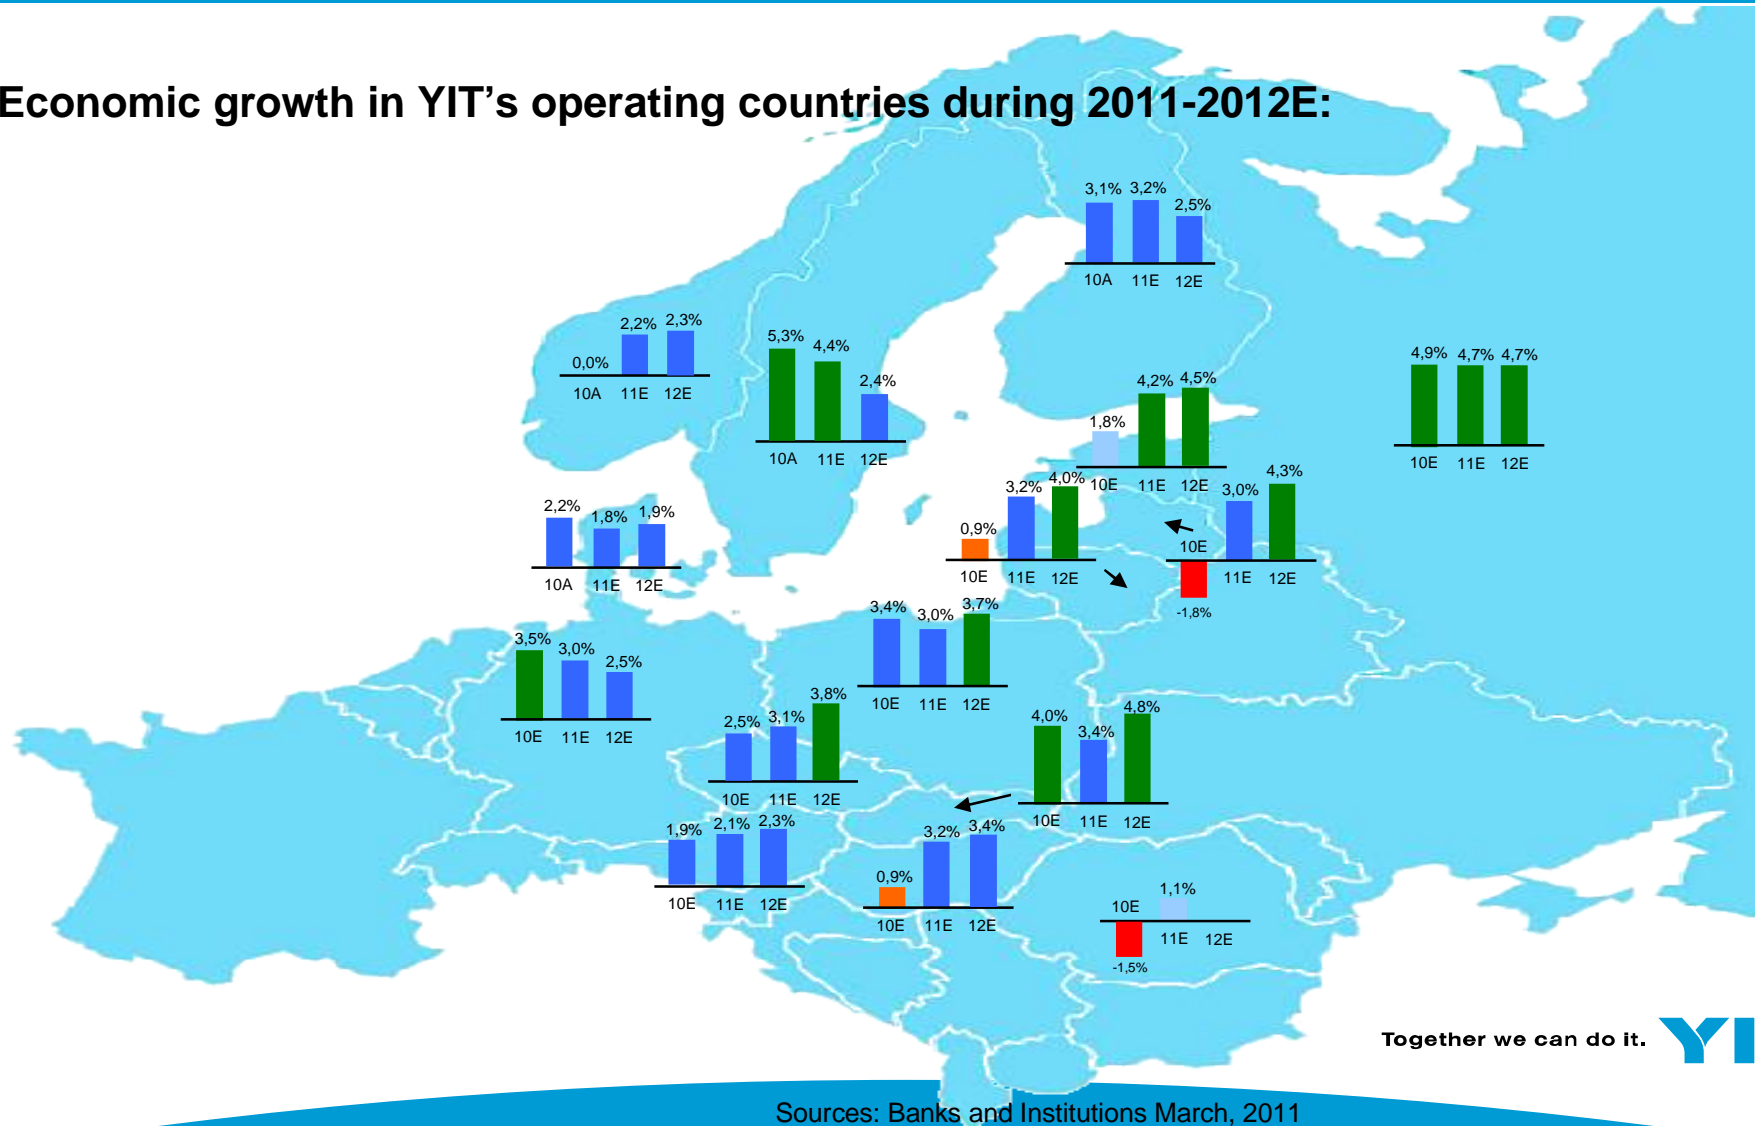 Economic growth in YIT's operating countries during 2011-2012E:
3,1% 3,2% 2,5%
10A 11E 12E
0,0% 2,2% 2,3%
10A 11E 12E
5,3% 4,4% 2,4%
10A 11E 12E
4,9% 4,7% 4,7%
10E 11E 12E
1,8% 4,2% 4,5%
10E 11E 12E
2,2% 1,8% 1,9%
10A 11E 12E
0,9% 3,2% 4,0%
10E 11E 12E
3,0% 4,3%
10E 11E 12E
-1,8%
3,5% 3,0% 2,5%
10E 11E 12E
3,4% 3,0% 3,7%
10E 11E 12E
2,5% 3,1% 3,8%
10E 11E 12E
4,0% 3,4% 4,8%
10E 11E 12E
1,9% 2,1% 2,3%
10E 11E 12E
0,9% 3,2% 3,4%
10E 11E 12E
1,1%
10E 11E 12E
-1,5%
Together we can do it. YI
Sources: Banks and Institutions March, 2011